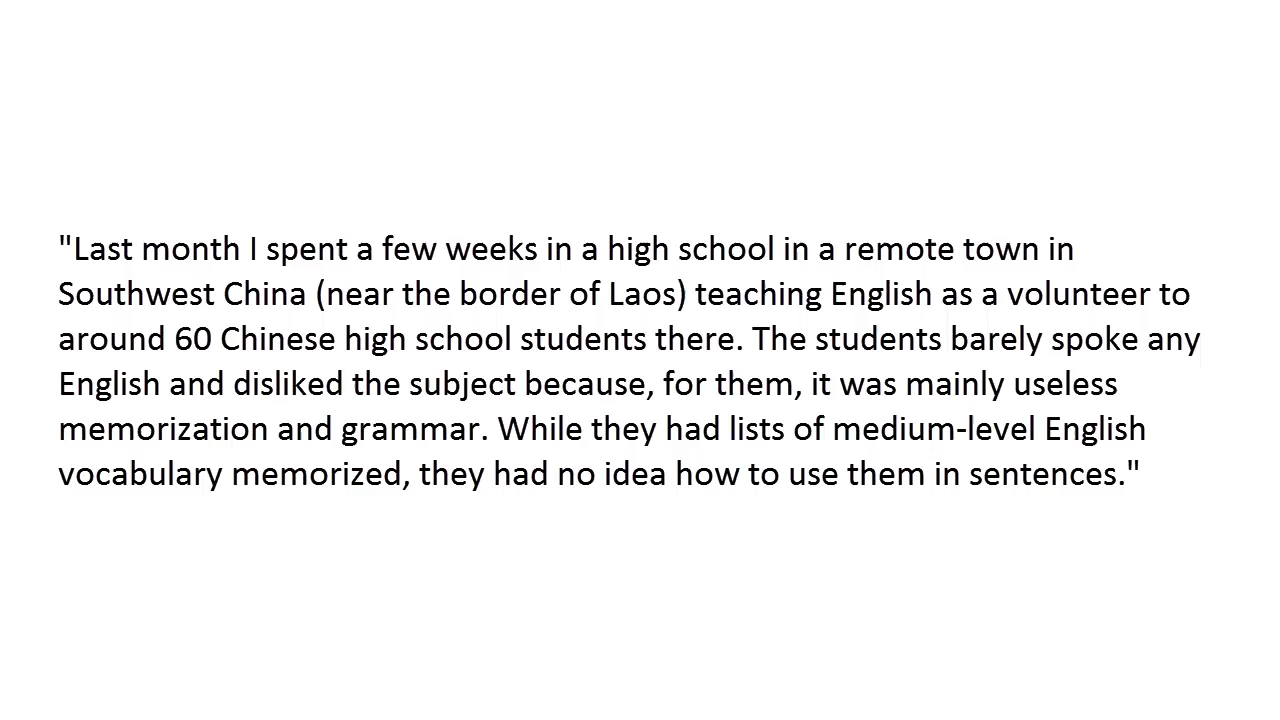 "Last month I spent a few weeks in a high school in a remote town in
Southwest China (near the border of Laos) teaching English as a volunteer to
around 60 Chinese high school students there. The students barely spoke any
English and disliked the subject because, for them, it was mainly useless
memorization and grammar. While they had lists of medium-level English
vocabulary memorized, they had no idea how to use them in sentences."